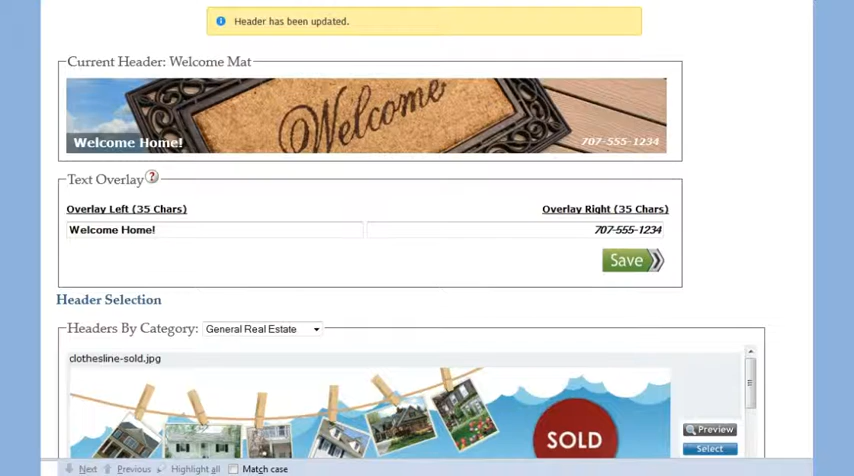 Header has been updated.
Current Header: Welcome Mat
Welcome
Welcome Home!
707-555-1234
Text Overlay ?
Overlay Left (35 Chars) Overlay Right (35 Chars)
Welcome Home! 707-555-1234
Save
Header Selection
Headers By Category: General Real Estate
clothesline-sold.jpg
SOLD
Preview
Select
Next Previous Highlight all Match case